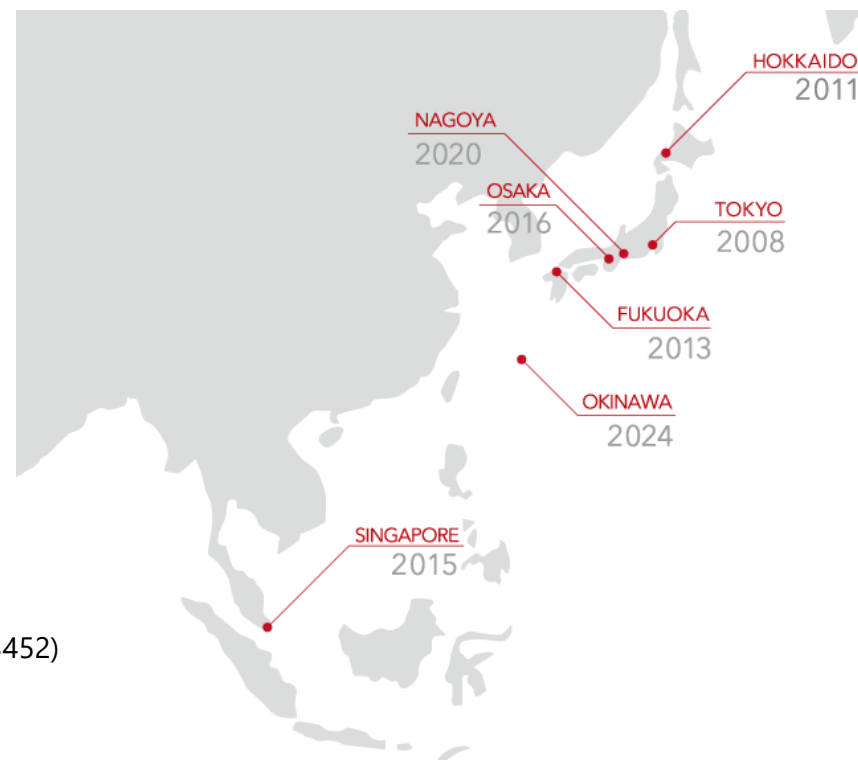 HOKKAIDO
2011
NAGOYA
2020
OSAKA
2016
TOKYO
2008
FUKUOKA
2013
OKINAWA
2024
SINGAPORE
2015
452)